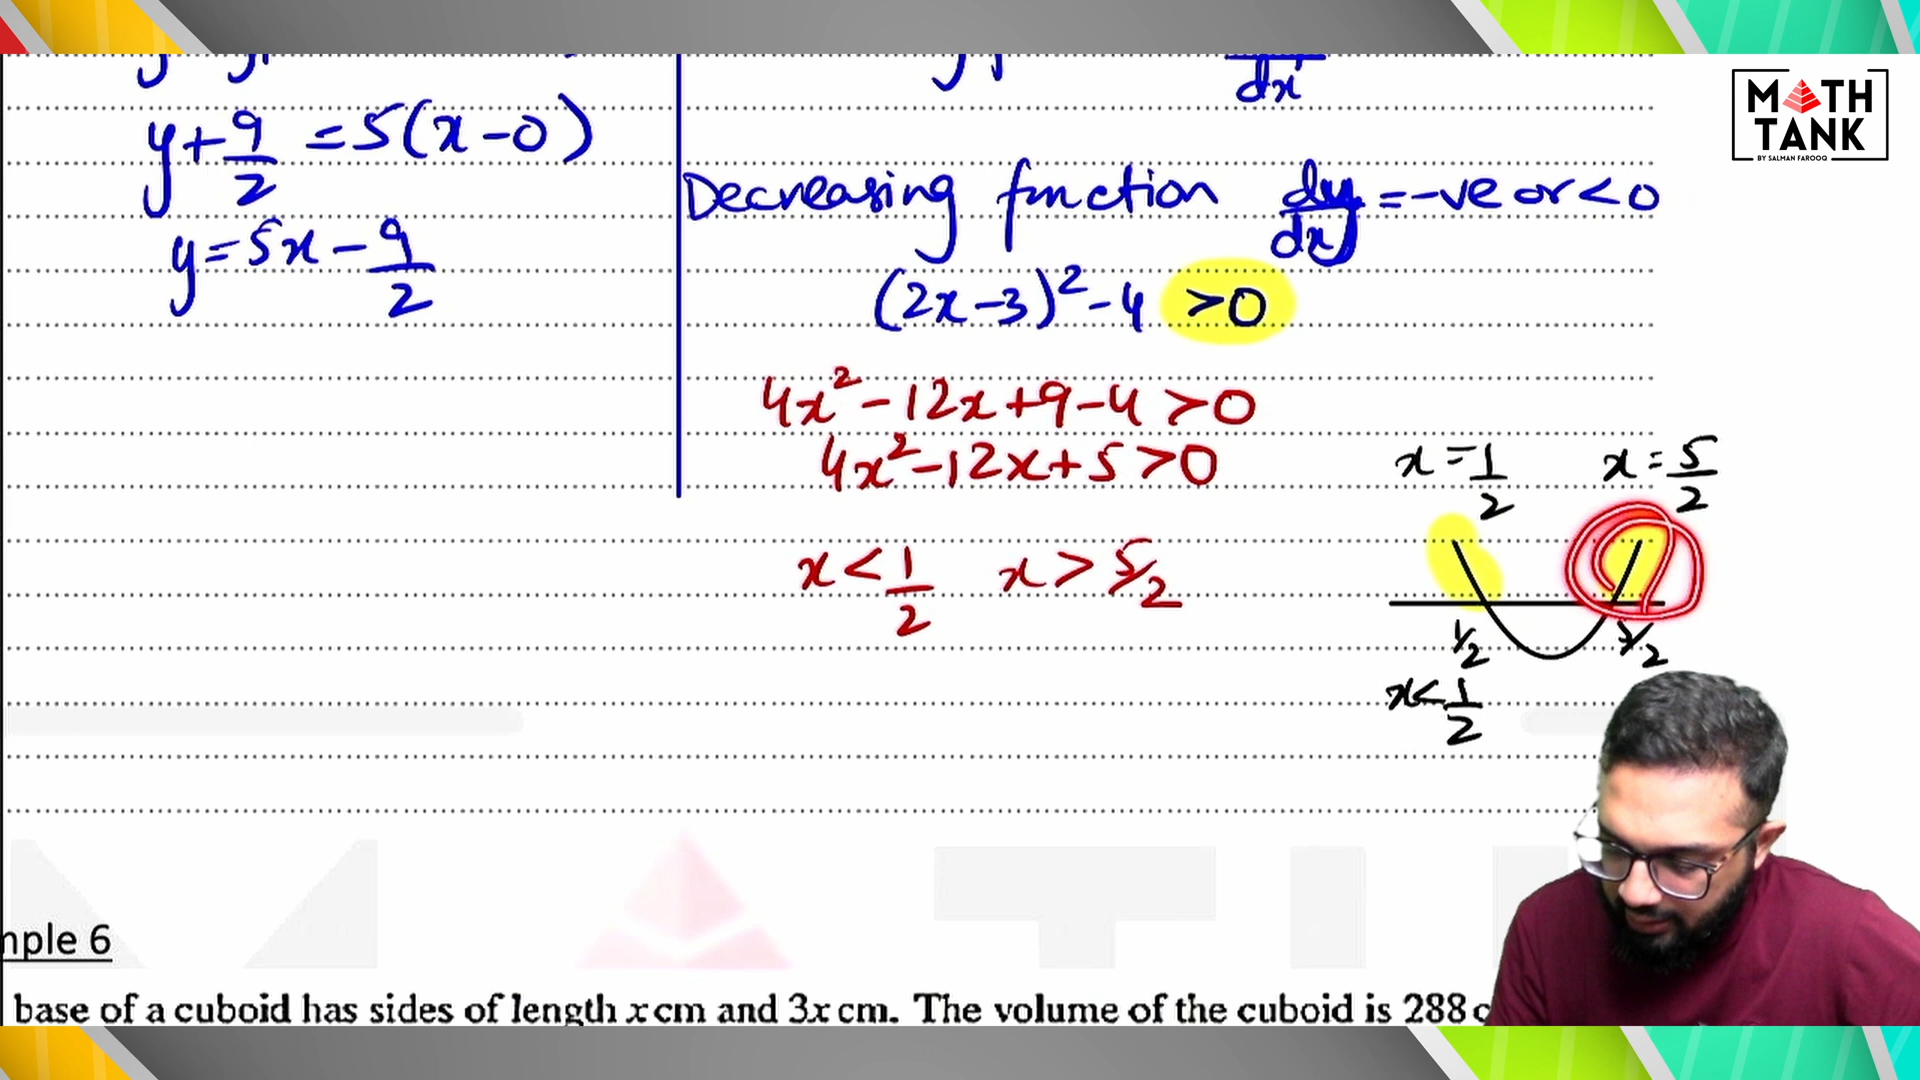 y+9/2 = 5(x-0)
y=5x-9/2
dx
Decreasing function dy/dx = -ve or < 0
(2x-3)²-4 >0
4x²-12x+9-4>0
4x²-12x+5>0
x<1/2 x>5/2
x=1/2 x=5/2
1/2
x<1/2
MATH
TANK
BY SALMAN FAROOQ
mple 6
base of a cuboid has sides of length x cm and 3x cm. The volume of the cuboid is 288